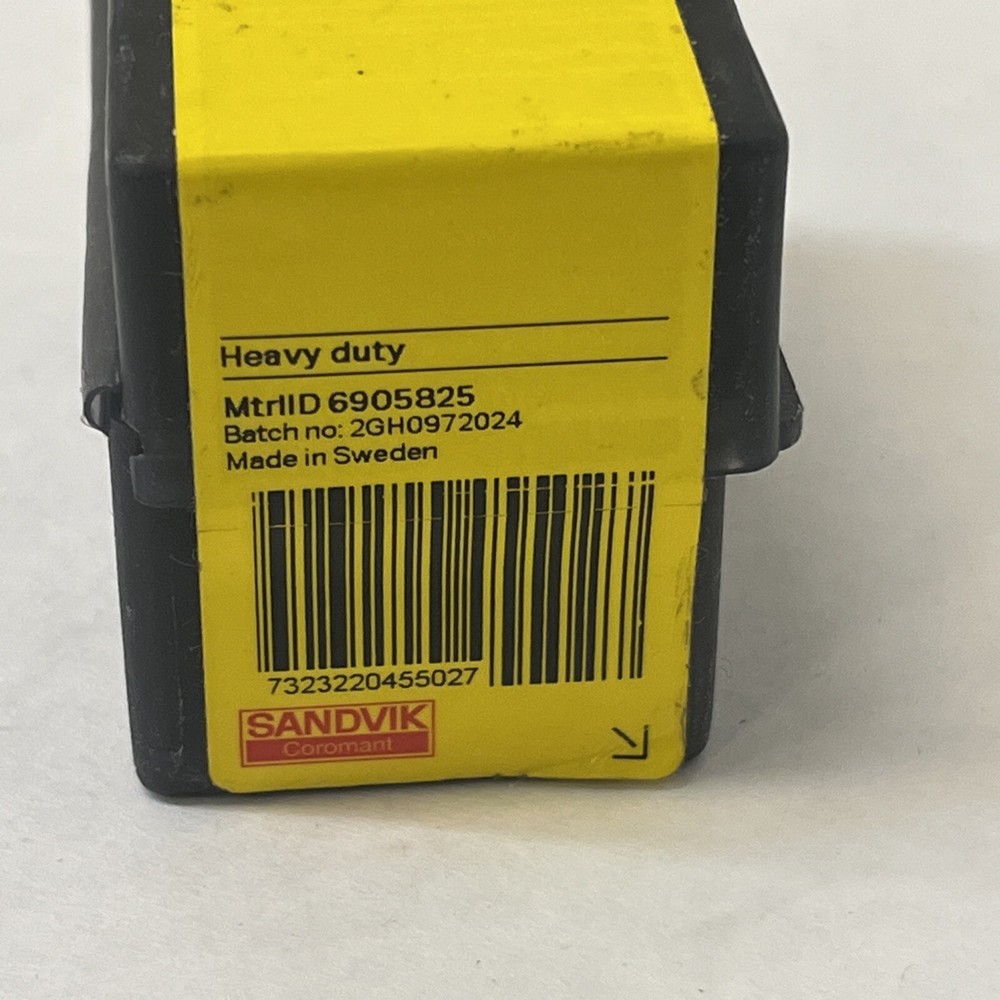 Heavy duty
MtrlID 6905825
Batch no: 2GH0972024
Made in Sweden
7323220455027
SANDVIK
Coromant